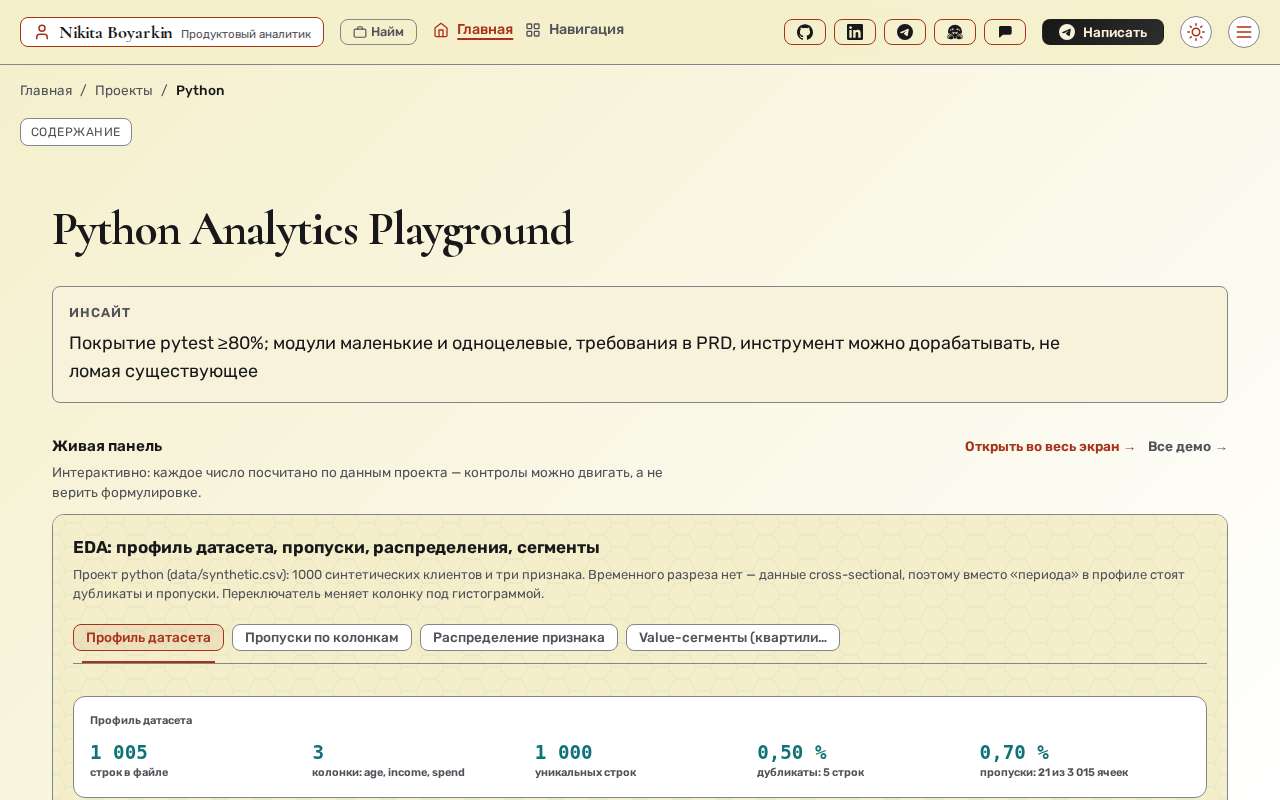 Nikita Boyarkin Продуктовый аналитик Найм Главная Навигация Написать
Главная / Проекты / Python
СОДЕРЖАНИЕ
Python Analytics Playground
ИНСАЙТ
Покрытие pytest ≥80%; модули маленькие и одноцелевые, требования в PRD, инструмент можно дорабатывать, не
ломая существующее
Живая панель
Открыть во весь экран → Все демо →
Интерактивно: каждое число посчитано по данным проекта — контролы можно двигать, а не
верить формулировке.
EDA: профиль датасета, пропуски, распределения, сегменты
Проект python (data/synthetic.csv): 1000 синтетических клиентов и три признака. Временного разреза нет — данные cross-sectional, поэтому вместо «периода» в профиле стоят
дубликаты и пропуски. Переключатель меняет колонку под гистограммой.
Профиль датасета Пропуски по колонкам Распределение признака Value-сегменты (квартили…
Профиль датасета
1 005 3 1 000 0,50 % 0,70 %
строк в файле колонки: age, income, spend уникальных строк дубликаты: 5 строк пропуски: 21 из 3 015 ячеек